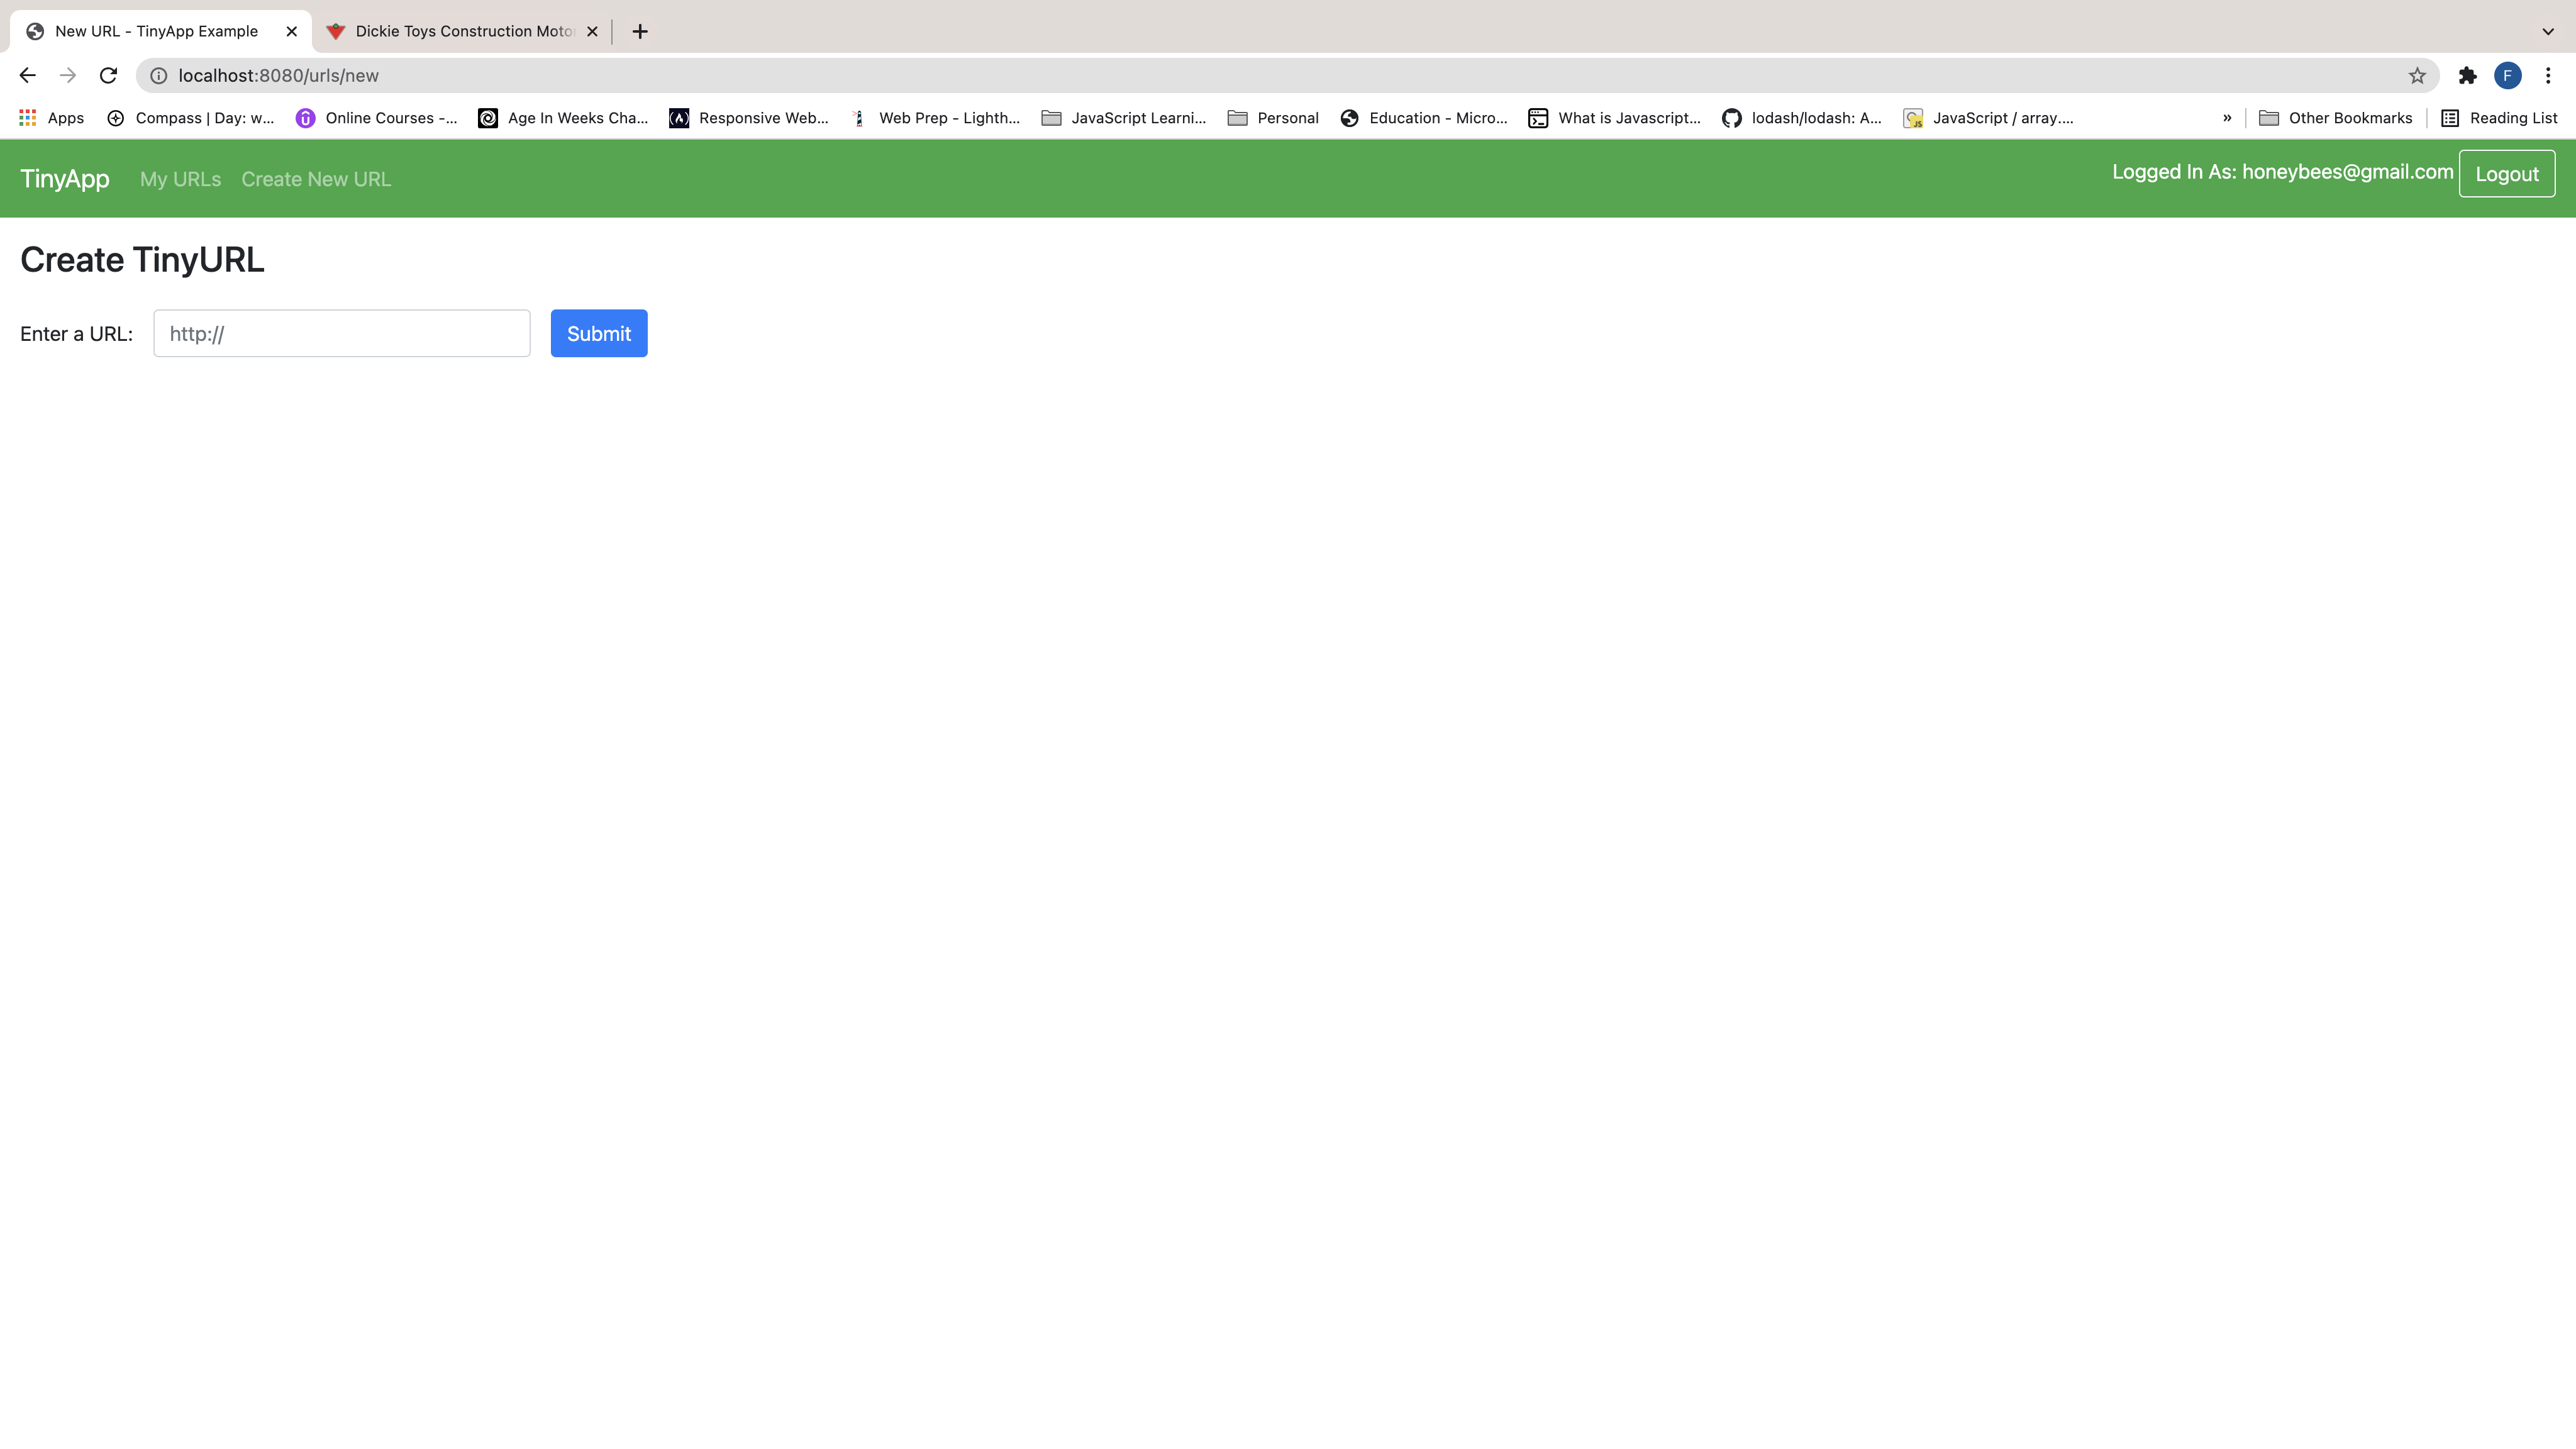 New URL - TinyApp Example
Dickie Toys Construction Moto
localhost:8080/urls/new
F
Apps
Compass | Day: w...
Online Courses -...
Age In Weeks Cha...
Responsive Web...
Web Prep - Lighth...
JavaScript Learni...
Personal
Education - Micro...
What is Javascript...
lodash/lodash: A...
JavaScript / array....
»
Other Bookmarks
Reading List
TinyApp
My URLs
Create New URL
Logged In As: honeybees@gmail.com
Logout
Create TinyURL
Enter a URL:
http://
Submit